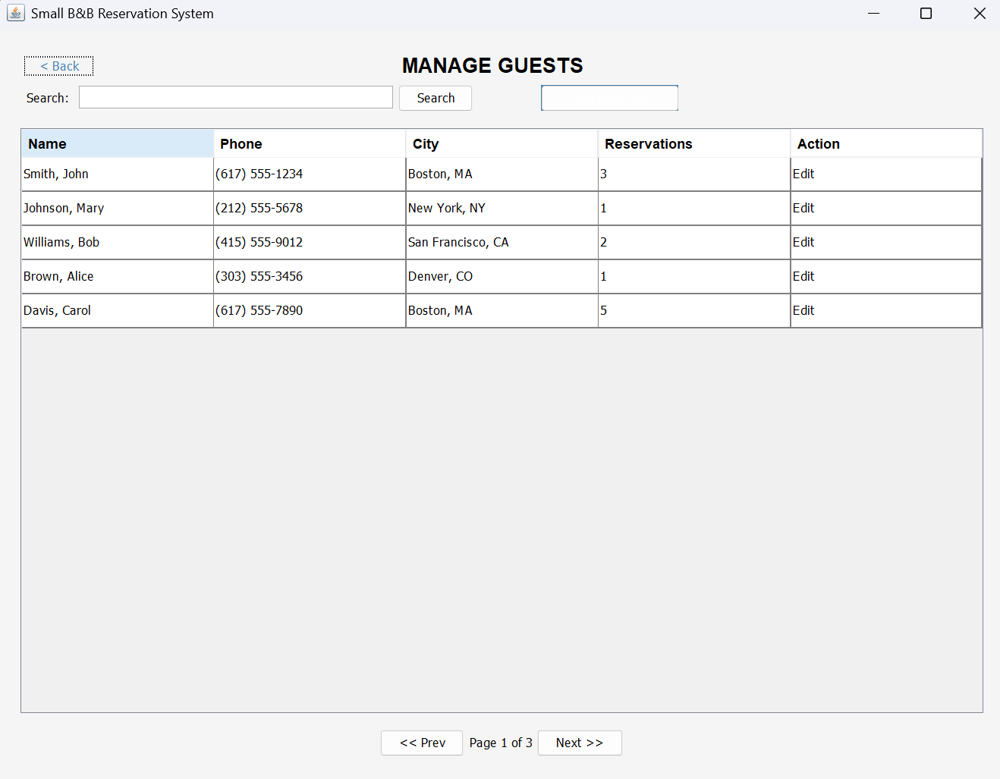 Small B&B Reservation System
< Back
MANAGE GUESTS
Search:
Search
Name Phone City Reservations Action
Smith, John (617) 555-1234 Boston, MA 3 Edit
Johnson, Mary (212) 555-5678 New York, NY 1 Edit
Williams, Bob (415) 555-9012 San Francisco, CA 2 Edit
Brown, Alice (303) 555-3456 Denver, CO 1 Edit
Davis, Carol (617) 555-7890 Boston, MA 5 Edit
<< Prev Page 1 of 3 Next >>